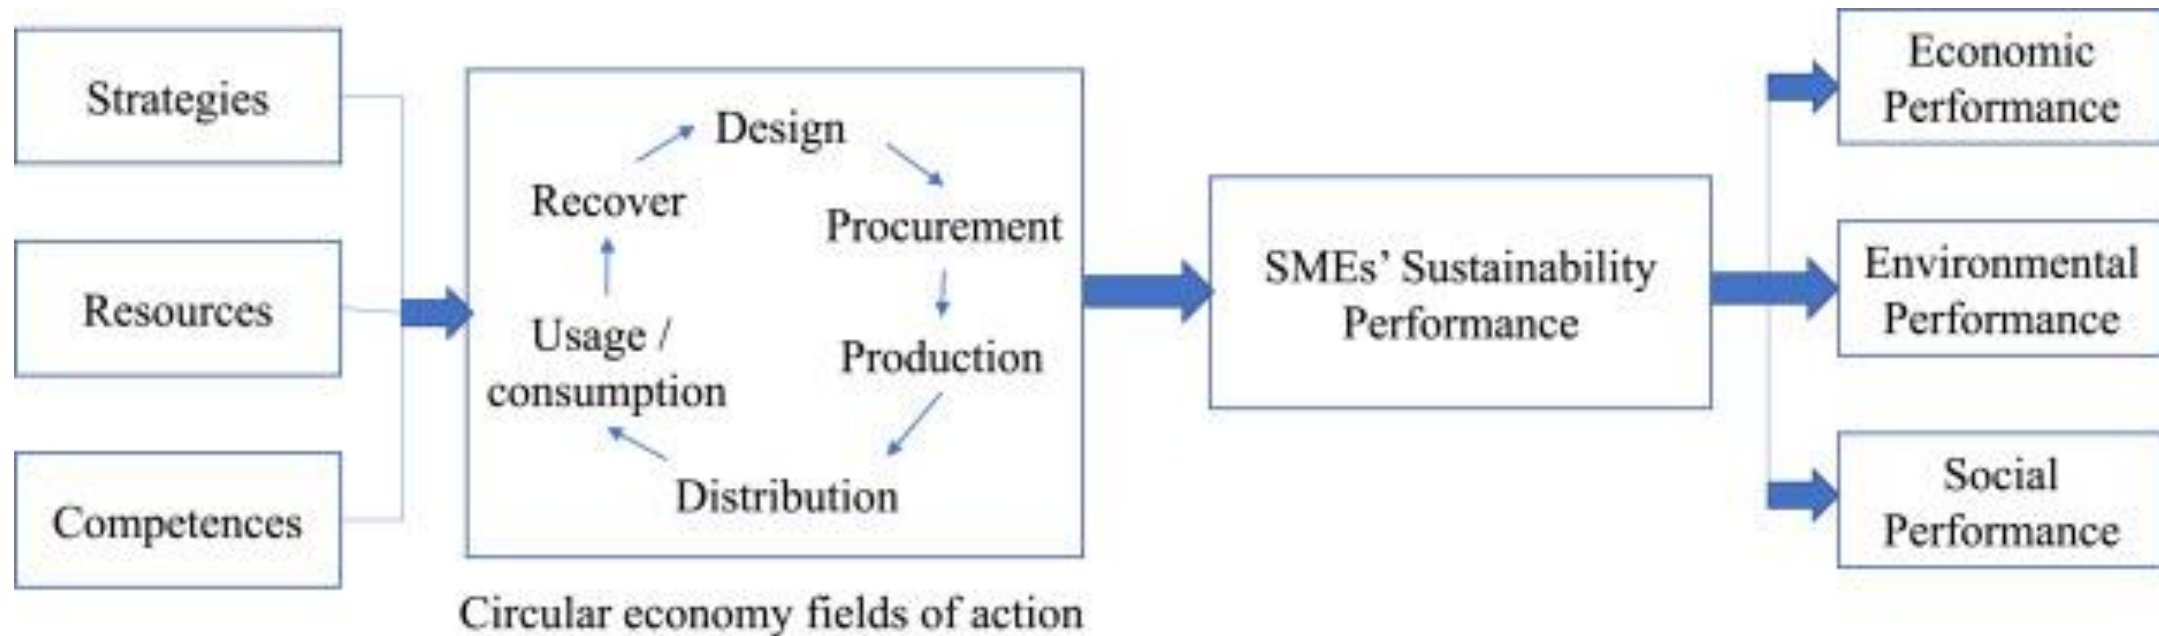 Strategies
Resources
Competences
Design
Procurement
Production
Distribution
Usage /
consumption
Recover
Circular economy fields of action
SMEs’ Sustainability
Performance
Economic
Performance
Environmental
Performance
Social
Performance